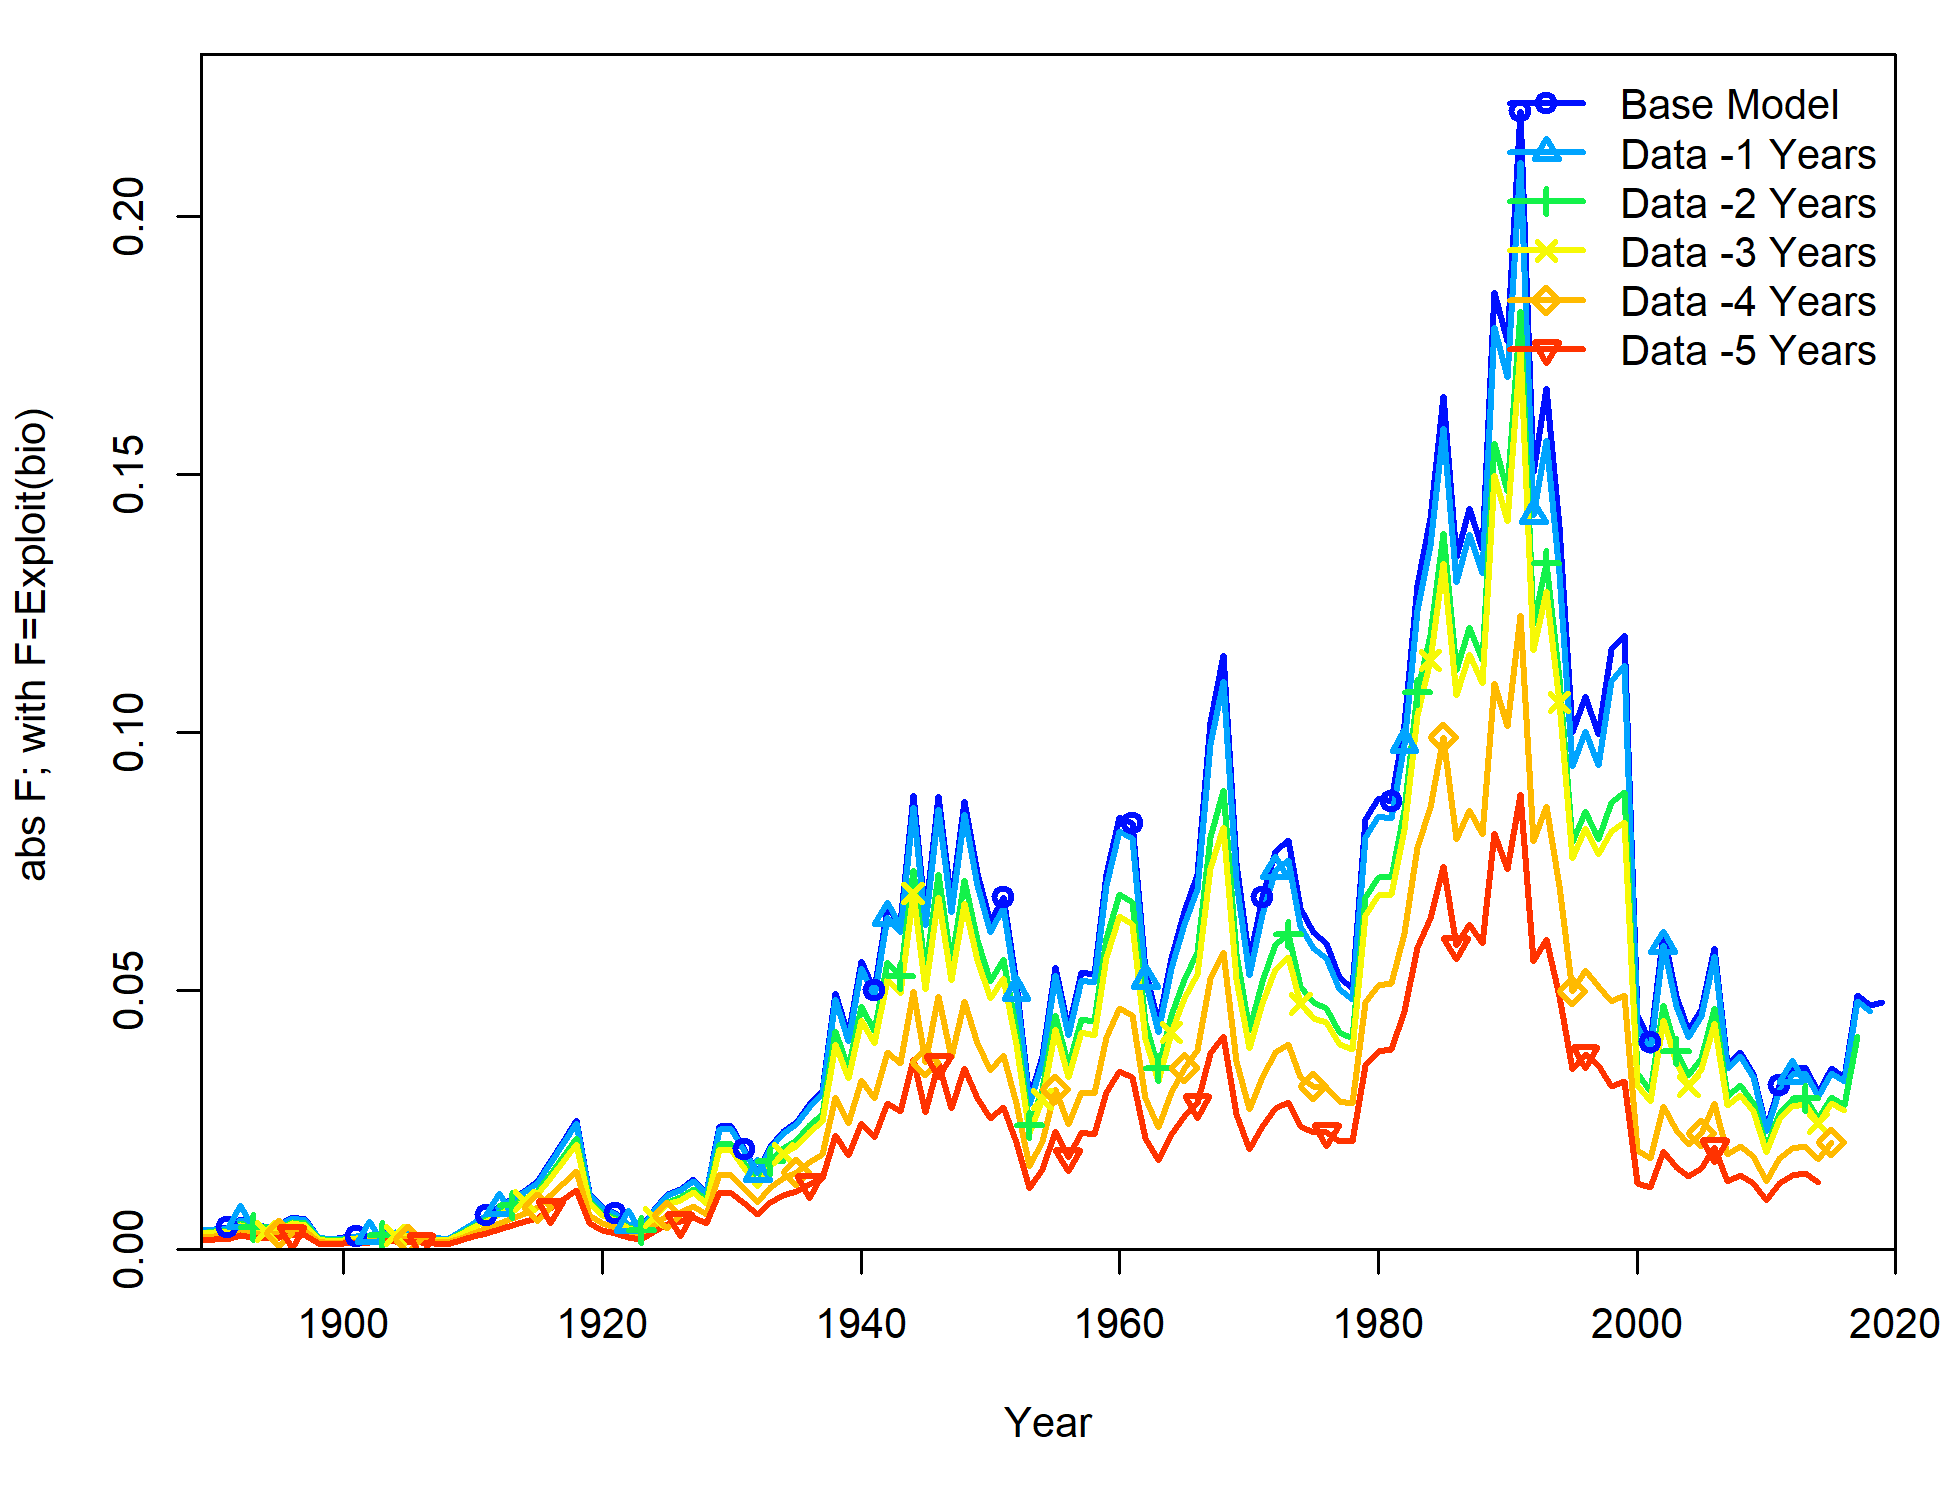 Base Model
Data -1 Years
Data -2 Years
Data -3 Years
Data -4 Years
Data -5 Years
abs F; with F=Exploit(bio)
0.20
0.15
0.10
0.05
0.00
1900 1920 1940 1960 1980 2000 2020
Year